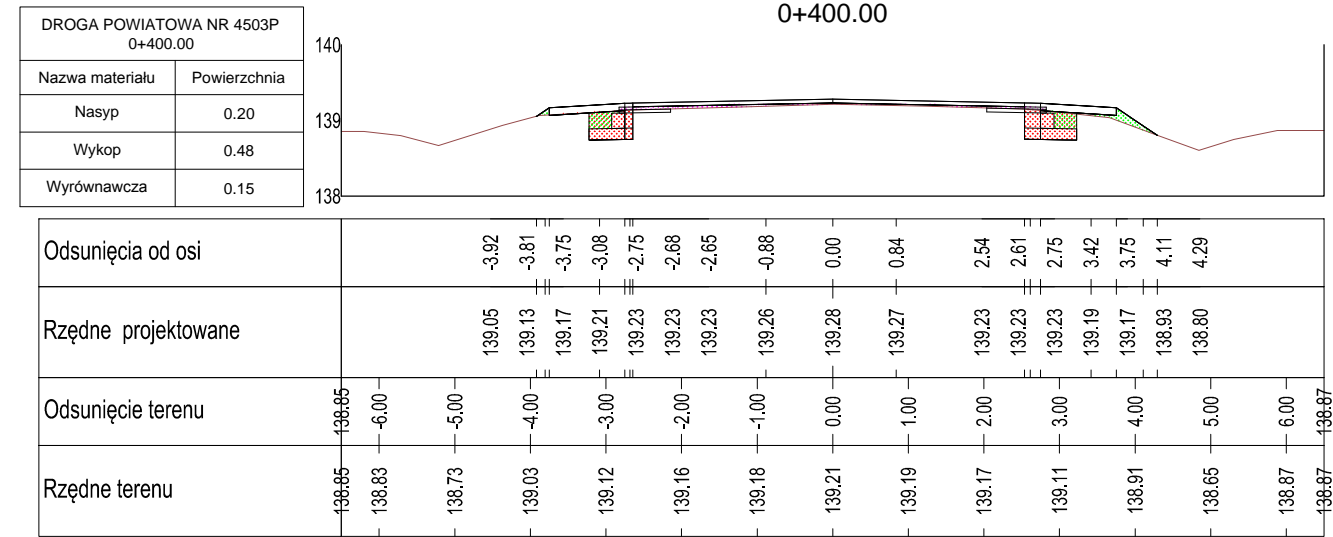 0+400.00
DROGA POWIATOWA NR 4503P
0+400.00
Nazwa materiału Powierzchnia
Nasyp 0.20
Wykop 0.48
Wyrównawcza 0.15
140
139
138
Odsunięcia od osi -3.92 -3.81 -3.75 -3.08 -2.75 -2.68 -2.65 -0.88 0.00 0.84 2.54 2.61 2.75 3.42 3.75 4.11 4.29
Rzędne projektowane 139.05 139.13 139.17 139.21 139.23 139.23 139.23 139.26 139.28 139.27 139.23 139.23 139.23 139.19 139.17 138.93 138.80
Odsunięcie terenu 138.85 -6.00 -5.00 -4.00 -3.00 -2.00 -1.00 0.00 1.00 2.00 3.00 4.00 5.00 6.00 138.87
Rzędne terenu 138.85 138.83 138.73 139.03 139.12 139.16 139.18 139.21 139.19 139.17 139.11 138.91 138.65 138.87 138.87